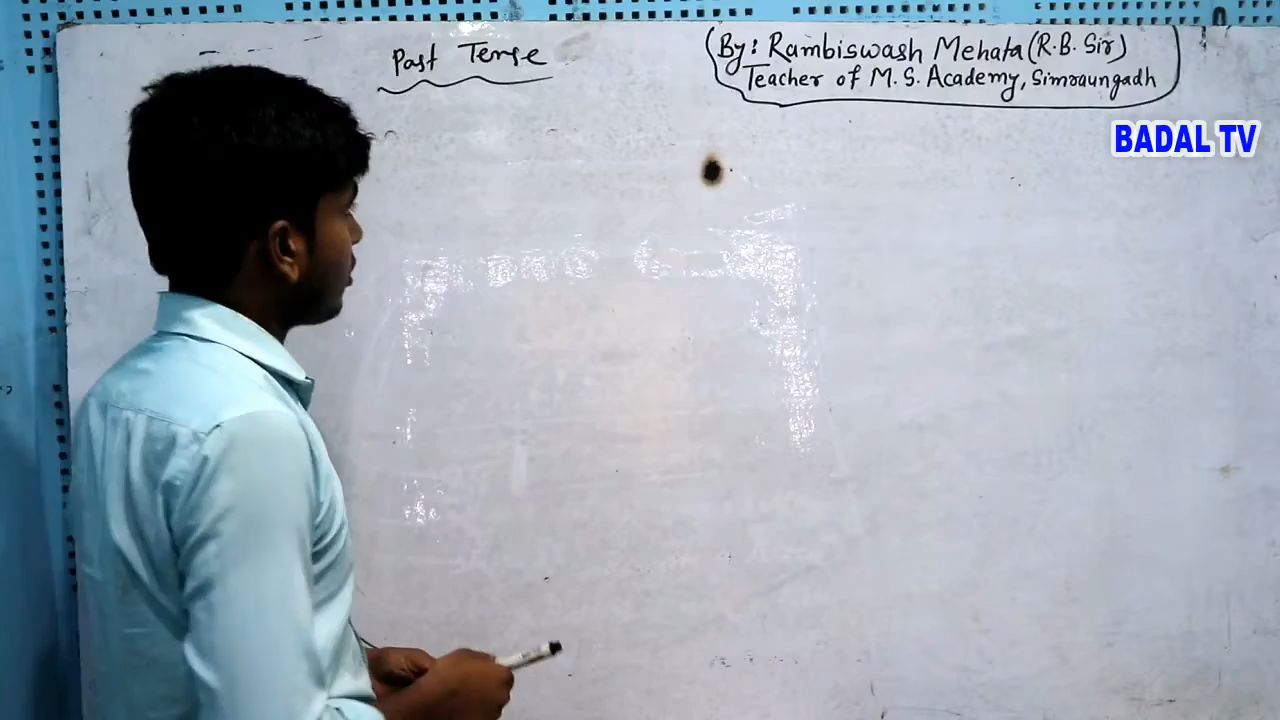 Past Tense
By: Rambiswash Mehata (R.B. Sir)
Teacher of M.S. Academy, Simraungadh
BADAL TV